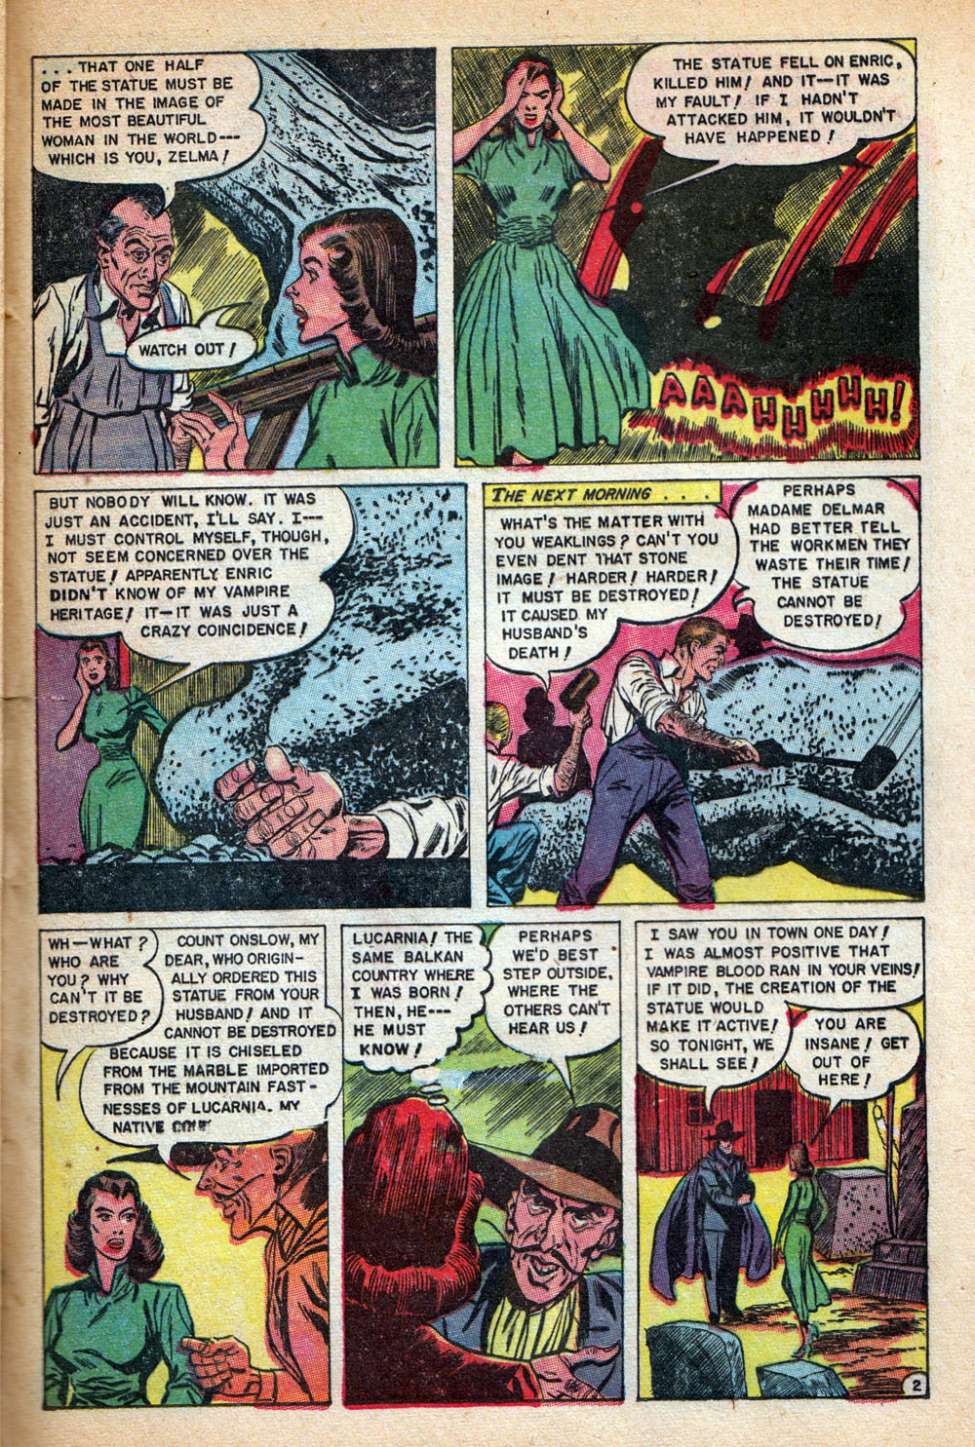 . . . THAT ONE HALF
OF THE STATUE MUST BE
MADE IN THE IMAGE OF
THE MOST BEAUTIFUL
WOMAN IN THE WORLD---
WHICH IS YOU, ZELMA!
WATCH OUT!
THE STATUE FELL ON ENRIC,
KILLED HIM! AND IT—IT WAS
MY FAULT! IF I HADN'T
ATTACKED HIM, IT WOULDN'T
HAVE HAPPENED!
AAAHHHHH!
BUT NOBODY WILL KNOW. IT WAS
JUST AN ACCIDENT, I'LL SAY. I---
I MUST CONTROL MYSELF, THOUGH,
NOT SEEM CONCERNED OVER THE
STATUE! APPARENTLY ENRIC
DIDN'T KNOW OF MY VAMPIRE
HERITAGE! IT—IT WAS JUST A
CRAZY COINCIDENCE!
THE NEXT MORNING . . .
WHAT'S THE MATTER WITH
YOU WEAKLINGS? CAN'T YOU
EVEN DENT THAT STONE
IMAGE! HARDER! HARDER!
IT MUST BE DESTROYED!
IT CAUSED MY
HUSBAND'S
DEATH!
PERHAPS
MADAME DELMAR
HAD BETTER TELL
THE WORKMEN THEY
WASTE THEIR TIME!
THE STATUE
CANNOT BE
DESTROYED!
WH—WHAT?
WHO ARE
YOU? WHY
CAN'T IT BE
DESTROYED?
COUNT ONSLOW, MY
DEAR, WHO ORIGIN-
ALLY ORDERED THIS
STATUE FROM YOUR
HUSBAND! AND IT
CANNOT BE DESTROYED
BECAUSE IT IS CHISELED
FROM THE MARBLE IMPORTED
FROM THE MOUNTAIN FAST-
NESSES OF LUCARNIA. MY
NATIVE
LUCARNIA! THE
SAME BALKAN
COUNTRY WHERE
I WAS BORN!
THEN, HE---
HE MUST
KNOW!
PERHAPS
WE'D BEST
STEP OUTSIDE,
WHERE THE
OTHERS CAN'T
HEAR US!
I SAW YOU IN TOWN ONE DAY!
I WAS ALMOST POSITIVE THAT
VAMPIRE BLOOD RAN IN YOUR VEINS!
IF IT DID, THE CREATION OF THE
STATUE WOULD
MAKE IT ACTIVE!
SO TONIGHT, WE
SHALL SEE!
YOU ARE
INSANE! GET
OUT OF
HERE!
2